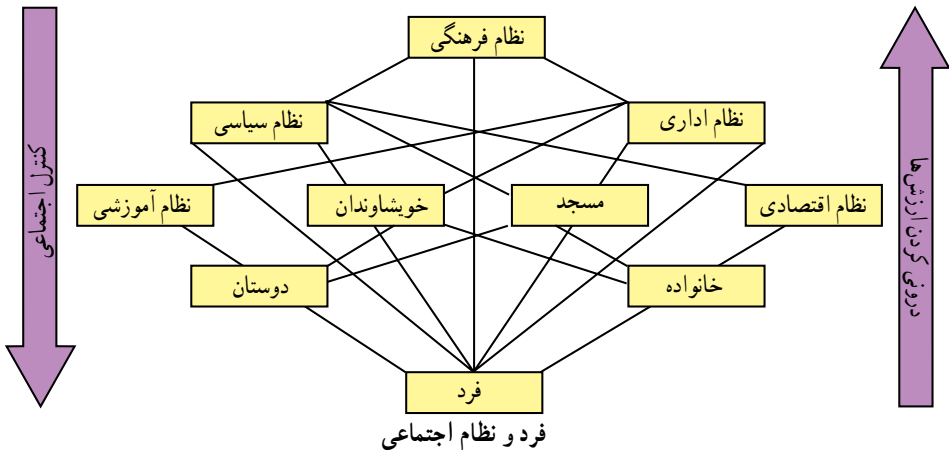 نظام فرهنگی
نظام اداری
نظام سیاسی
نظام اقتصادی
مسجد
خویشاوندان
نظام آموزشی
خانواده
دوستان
فرد
فرد و نظام اجتماعی
درونی کردن ارزش‌ها
کنترل اجتماعی